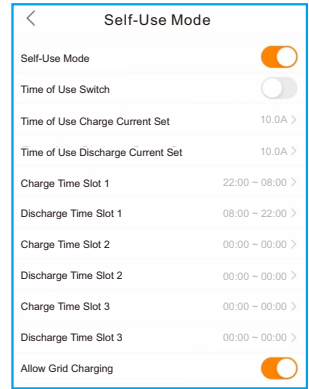 Self-Use Mode
Self-Use Mode
Time of Use Switch
Time of Use Charge Current Set 10.0A >
Time of Use Discharge Current Set 10.0A >
Charge Time Slot 1 22:00 ~ 08:00 >
Discharge Time Slot 1 08:00 ~ 22:00 >
Charge Time Slot 2 00:00 ~ 00:00 >
Discharge Time Slot 2 00:00 ~ 00:00 >
Charge Time Slot 3 00:00 ~ 00:00 >
Discharge Time Slot 3 00:00 ~ 00:00 >
Allow Grid Charging